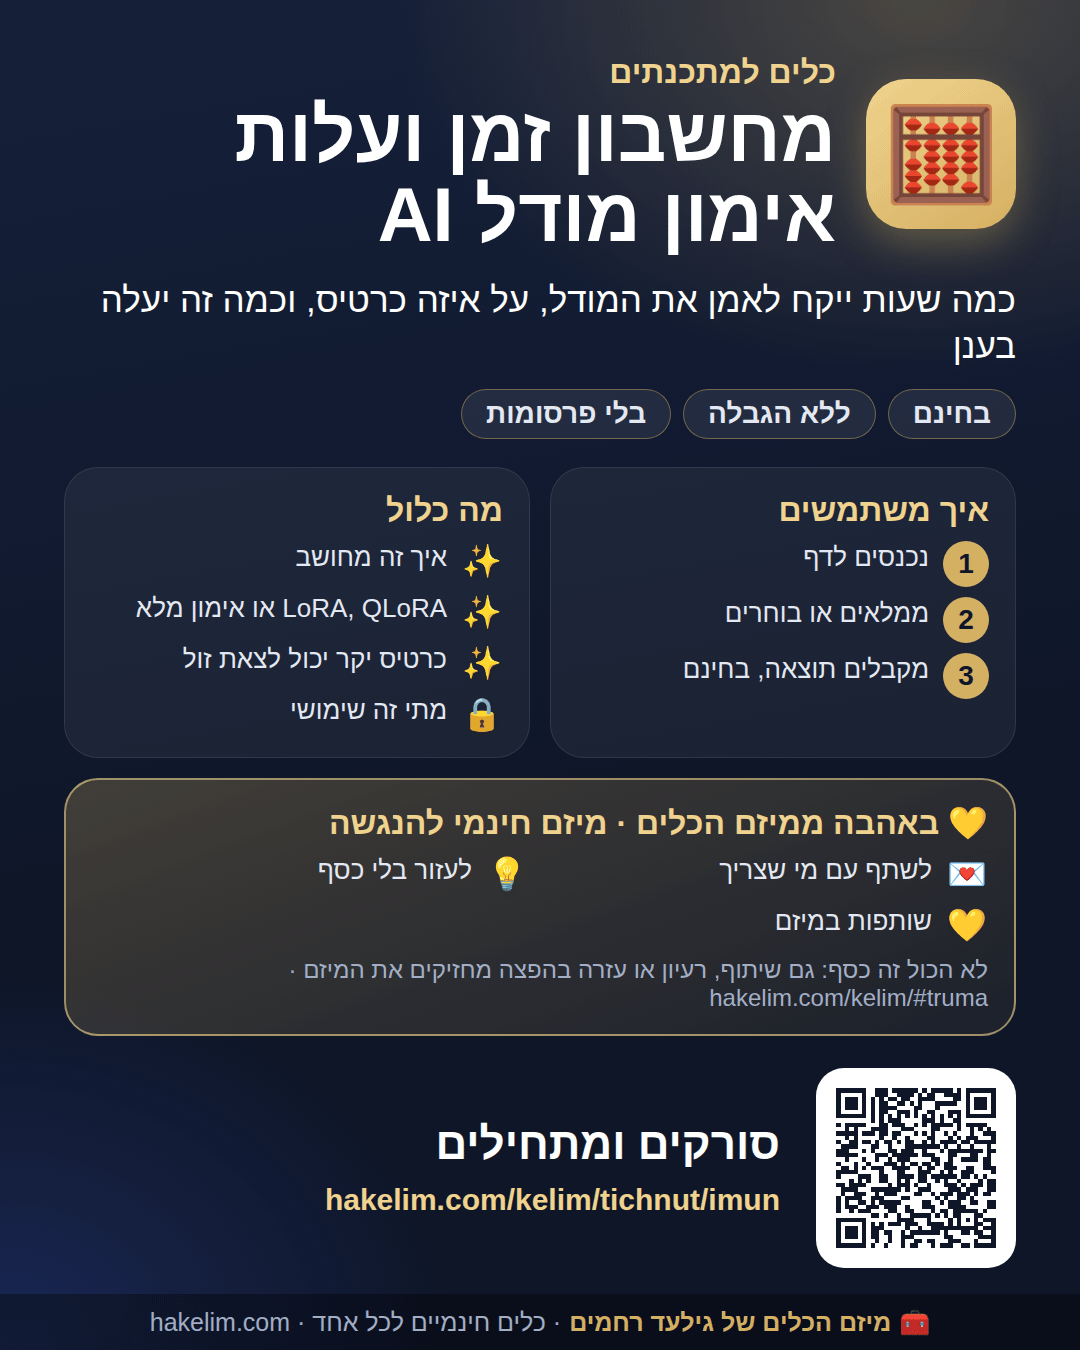 כלים למתכנתים
מחשבון זמן ועלות
אימון מודל AI
כמה שעות ייקח לאמן את המודל, על איזה כרטיס, וכמה זה יעלה
בענן
בחינם
ללא הגבלה
בלי פרסומות
איך משתמשים
1 נכנסים לדף
2 ממלאים או בוחרים
3 מקבלים תוצאה, בחינם
מה כלול
✨ איך זה מחושב
✨ LoRA, QLoRA או אימון מלא
✨ כרטיס יקר יכול לצאת זול
🔒 מתי זה שימושי
💛 באהבה ממיזם הכלים · מיזם חינמי להנגשה
💌 לשתף עם מי שצריך
💡 לעזור בלי כסף
💛 שותפות במיזם
לא הכול זה כסף: גם שיתוף, רעיון או עזרה בהפצה מחזיקים את המיזם ·
hakelim.com/kelim/#truma
סורקים ומתחילים
hakelim.com/kelim/tichnut/imun
🧰 מיזם הכלים של גילעד רחמים · כלים חינמיים לכל אחד · hakelim.com